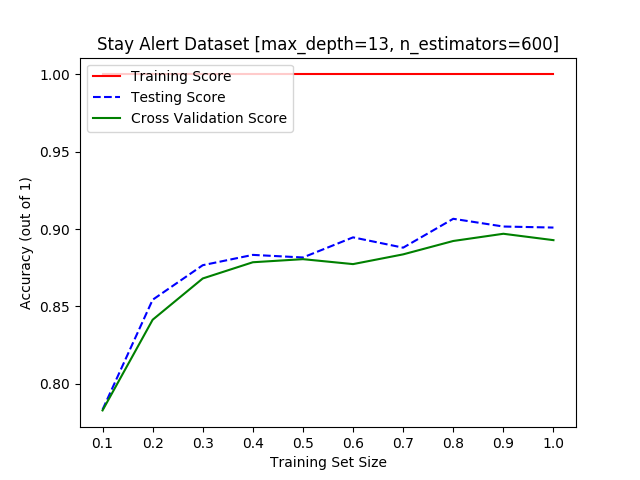 Stay Alert Dataset [max_depth=13, n_estimators=600]
Training Score
Testing Score
Cross Validation Score
Accuracy (out of 1)
1.00
0.95
0.90
0.85
0.80
0.1 0.2 0.3 0.4 0.5 0.6 0.7 0.8 0.9 1.0
Training Set Size